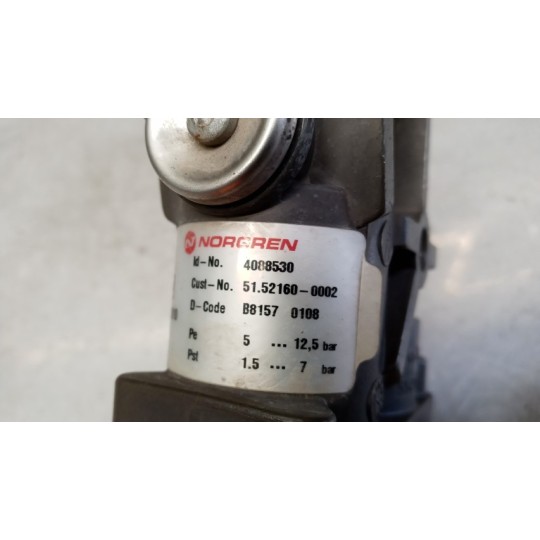 NORGREN
Id-No. 4088530
Cust-No. 51.52160-0002
D-Code B8157 0108
Pe 5 ... 12,5 bar
Pst 1.5 ... 7 bar